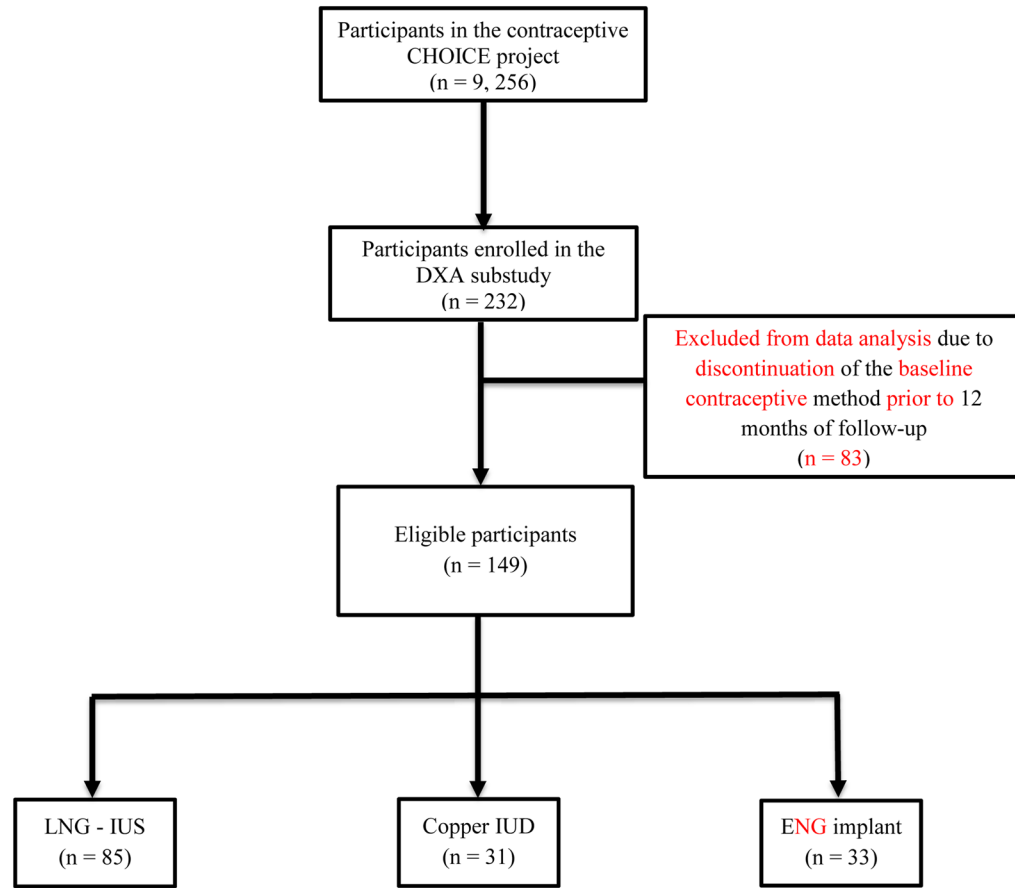 Participants in the contraceptive
CHOICE project
(n = 9, 256)
Participants enrolled in the
DXA substudy
(n = 232)
Excluded from data analysis due to
discontinuation of the baseline
contraceptive method prior to 12
months of follow-up
(n = 83)
Eligible participants
(n = 149)
LNG - IUS
(n = 85)
Copper IUD
(n = 31)
ENG implant
(n = 33)